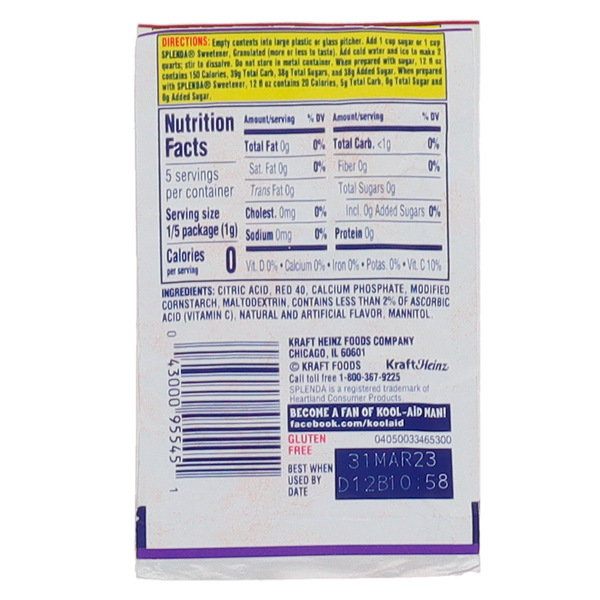 DIRECTIONS: Empty contents into large plastic or glass pitcher. Add 1 cup sugar or 1 cup
SPLENDA® Sweetener, Granulated (more or less to taste). Add cold water and ice to make 2
quarts; stir to dissolve. Do not store in metal container. When prepared with sugar, 12 fl oz
contains 150 Calories, 39g Total Carb, 38g Total Sugars, and 38g Added Sugar. When prepared
with SPLENDA® Sweetener, 12 fl oz contains 20 Calories, 5g Total Carb, 0g Total Sugar and
0g Added Sugar.
Nutrition
Facts
5 servings
per container
Serving size
1/5 package (1g)
Calories
per serving
0
Amount/serving % DV
Total Fat 0g 0%
Sat. Fat 0g 0%
Trans Fat 0g
Cholest. 0mg 0%
Sodium 0mg 0%
Amount/serving % DV
Total Carb. <1g 0%
Fiber 0g 0%
Total Sugars 0g
Incl. 0g Added Sugars 0%
Protein 0g
Vit. D 0% • Calcium 0% • Iron 0% • Potas. 0% • Vit. C 10%
INGREDIENTS: CITRIC ACID, RED 40, CALCIUM PHOSPHATE, MODIFIED
CORNSTARCH, MALTODEXTRIN, CONTAINS LESS THAN 2% OF ASCORBIC
ACID (VITAMIN C), NATURAL AND ARTIFICIAL FLAVOR, MANNITOL.
0 43000 95545 1
KRAFT HEINZ FOODS COMPANY
CHICAGO, IL 60601
© KRAFT FOODS KraftHeinz
Call toll free 1-800-367-9225
SPLENDA is a registered trademark of
Heartland Consumer Products.
BECOME A FAN OF KOOL-AID MAN!
facebook.com/koolaid
GLUTEN
FREE
04050033465300
BEST WHEN
USED BY
DATE
31MAR23
D12B10:58